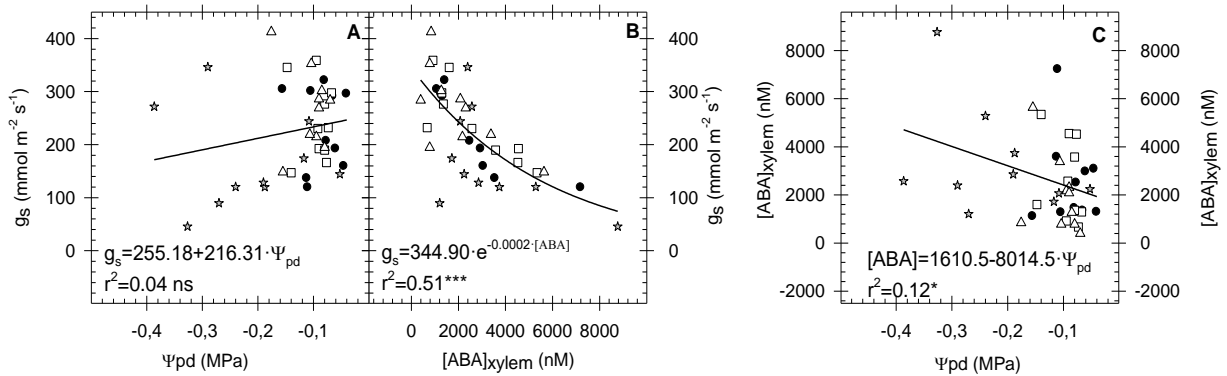 A
B
C
400
300
200
100
0
g_s (mmol m⁻² s⁻¹)
g_s=255.18+216.31·Ψ_pd
r²=0.04 ns
-0,4 -0,3 -0,2 -0,1
Ψpd (MPa)
g_s=344.90·e^-0.0002·[ABA]
r²=0.51***
0 2000 4000 6000 8000
[ABA]xylem (nM)
400
300
200
100
0
g_s (mmol m⁻² s⁻¹)
[ABA]xylem (nM)
8000
6000
4000
2000
0
-2000
[ABA]=1610.5-8014.5·Ψ_pd
r²=0.12*
-0,4 -0,3 -0,2 -0,1
Ψpd (MPa)
8000
6000
4000
2000
0
-2000
[ABA]xylem (nM)